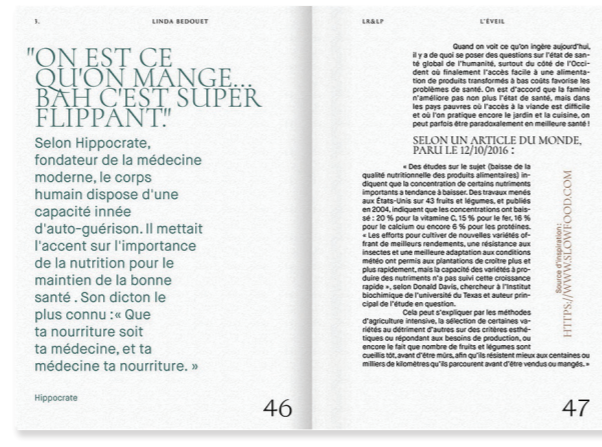 3.
LINDA BEDOUET
"ON EST CE
QU'ON MANGE...
BAH C'EST SUPER
FLIPPANT."
Selon Hippocrate,
fondateur de la médecine
moderne, le corps
humain dispose d'une
capacité innée
d'auto-guérison. Il mettait
l'accent sur l'importance
de la nutrition pour le
maintien de la bonne
santé . Son dicton le
plus connu :« Que
ta nourriture soit
ta médecine, et ta
médecine ta nourriture. »
Hippocrate
46
LR&LP
L'ÉVEIL
Quand on voit ce qu'on ingère aujourd'hui,
il y a de quoi se poser des questions sur l'état de san-
té global de l'humanité, surtout du côté de l'Occi-
dent où finalement l'accès facile à une alimenta-
tion de produits transformés à bas coûts favorise les
problèmes de santé. On est d'accord que la famine
n'améliore pas non plus l'état de santé, mais dans
les pays pauvres où l'accès à la viande est difficile
et où l'on pratique encore le jardin et la cuisine, on
peut parfois être paradoxalement en meilleure santé !
SELON UN ARTICLE DU MONDE,
PARU LE 12/10/2016 :
« Des études sur le sujet (baisse de la
qualité nutritionnelle des produits alimentaires) in-
diquent que la concentration de certains nutriments
importants a tendance à baisser. Des travaux menés
aux États-Unis sur 43 fruits et légumes, et publiés
en 2004, indiquent que les concentrations ont bais-
sé : 20 % pour la vitamine C, 15 % pour le fer, 16 %
pour le calcium ou encore 6 % pour les protéines.
« Les efforts pour cultiver de nouvelles variétés of-
frant de meilleurs rendements, une résistance aux
insectes et une meilleure adaptation aux conditions
météo ont permis aux plantations de croître plus et
plus rapidement, mais la capacité des variétés à pro-
duire des nutriments n'a pas suivi cette croissance
rapide », selon Donald Davis, chercheur à l'Institut
biochimique de l'université du Texas et auteur prin-
cipal de l'étude en question.
Cela peut s'expliquer par les méthodes
d'agriculture intensive, la sélection de certaines va-
riétés au détriment d'autres sur des critères esthé-
tiques ou répondant aux besoins de production, ou
encore le fait que nombre de fruits et légumes sont
cueillis tôt, avant d'être mûrs, afin qu'ils résistent mieux aux centaines ou
milliers de kilomètres qu'ils parcourent avant d'être vendus ou mangés. »
Source d'inspiration :
HTTPS://WWW.SLOWFOOD.COM
47